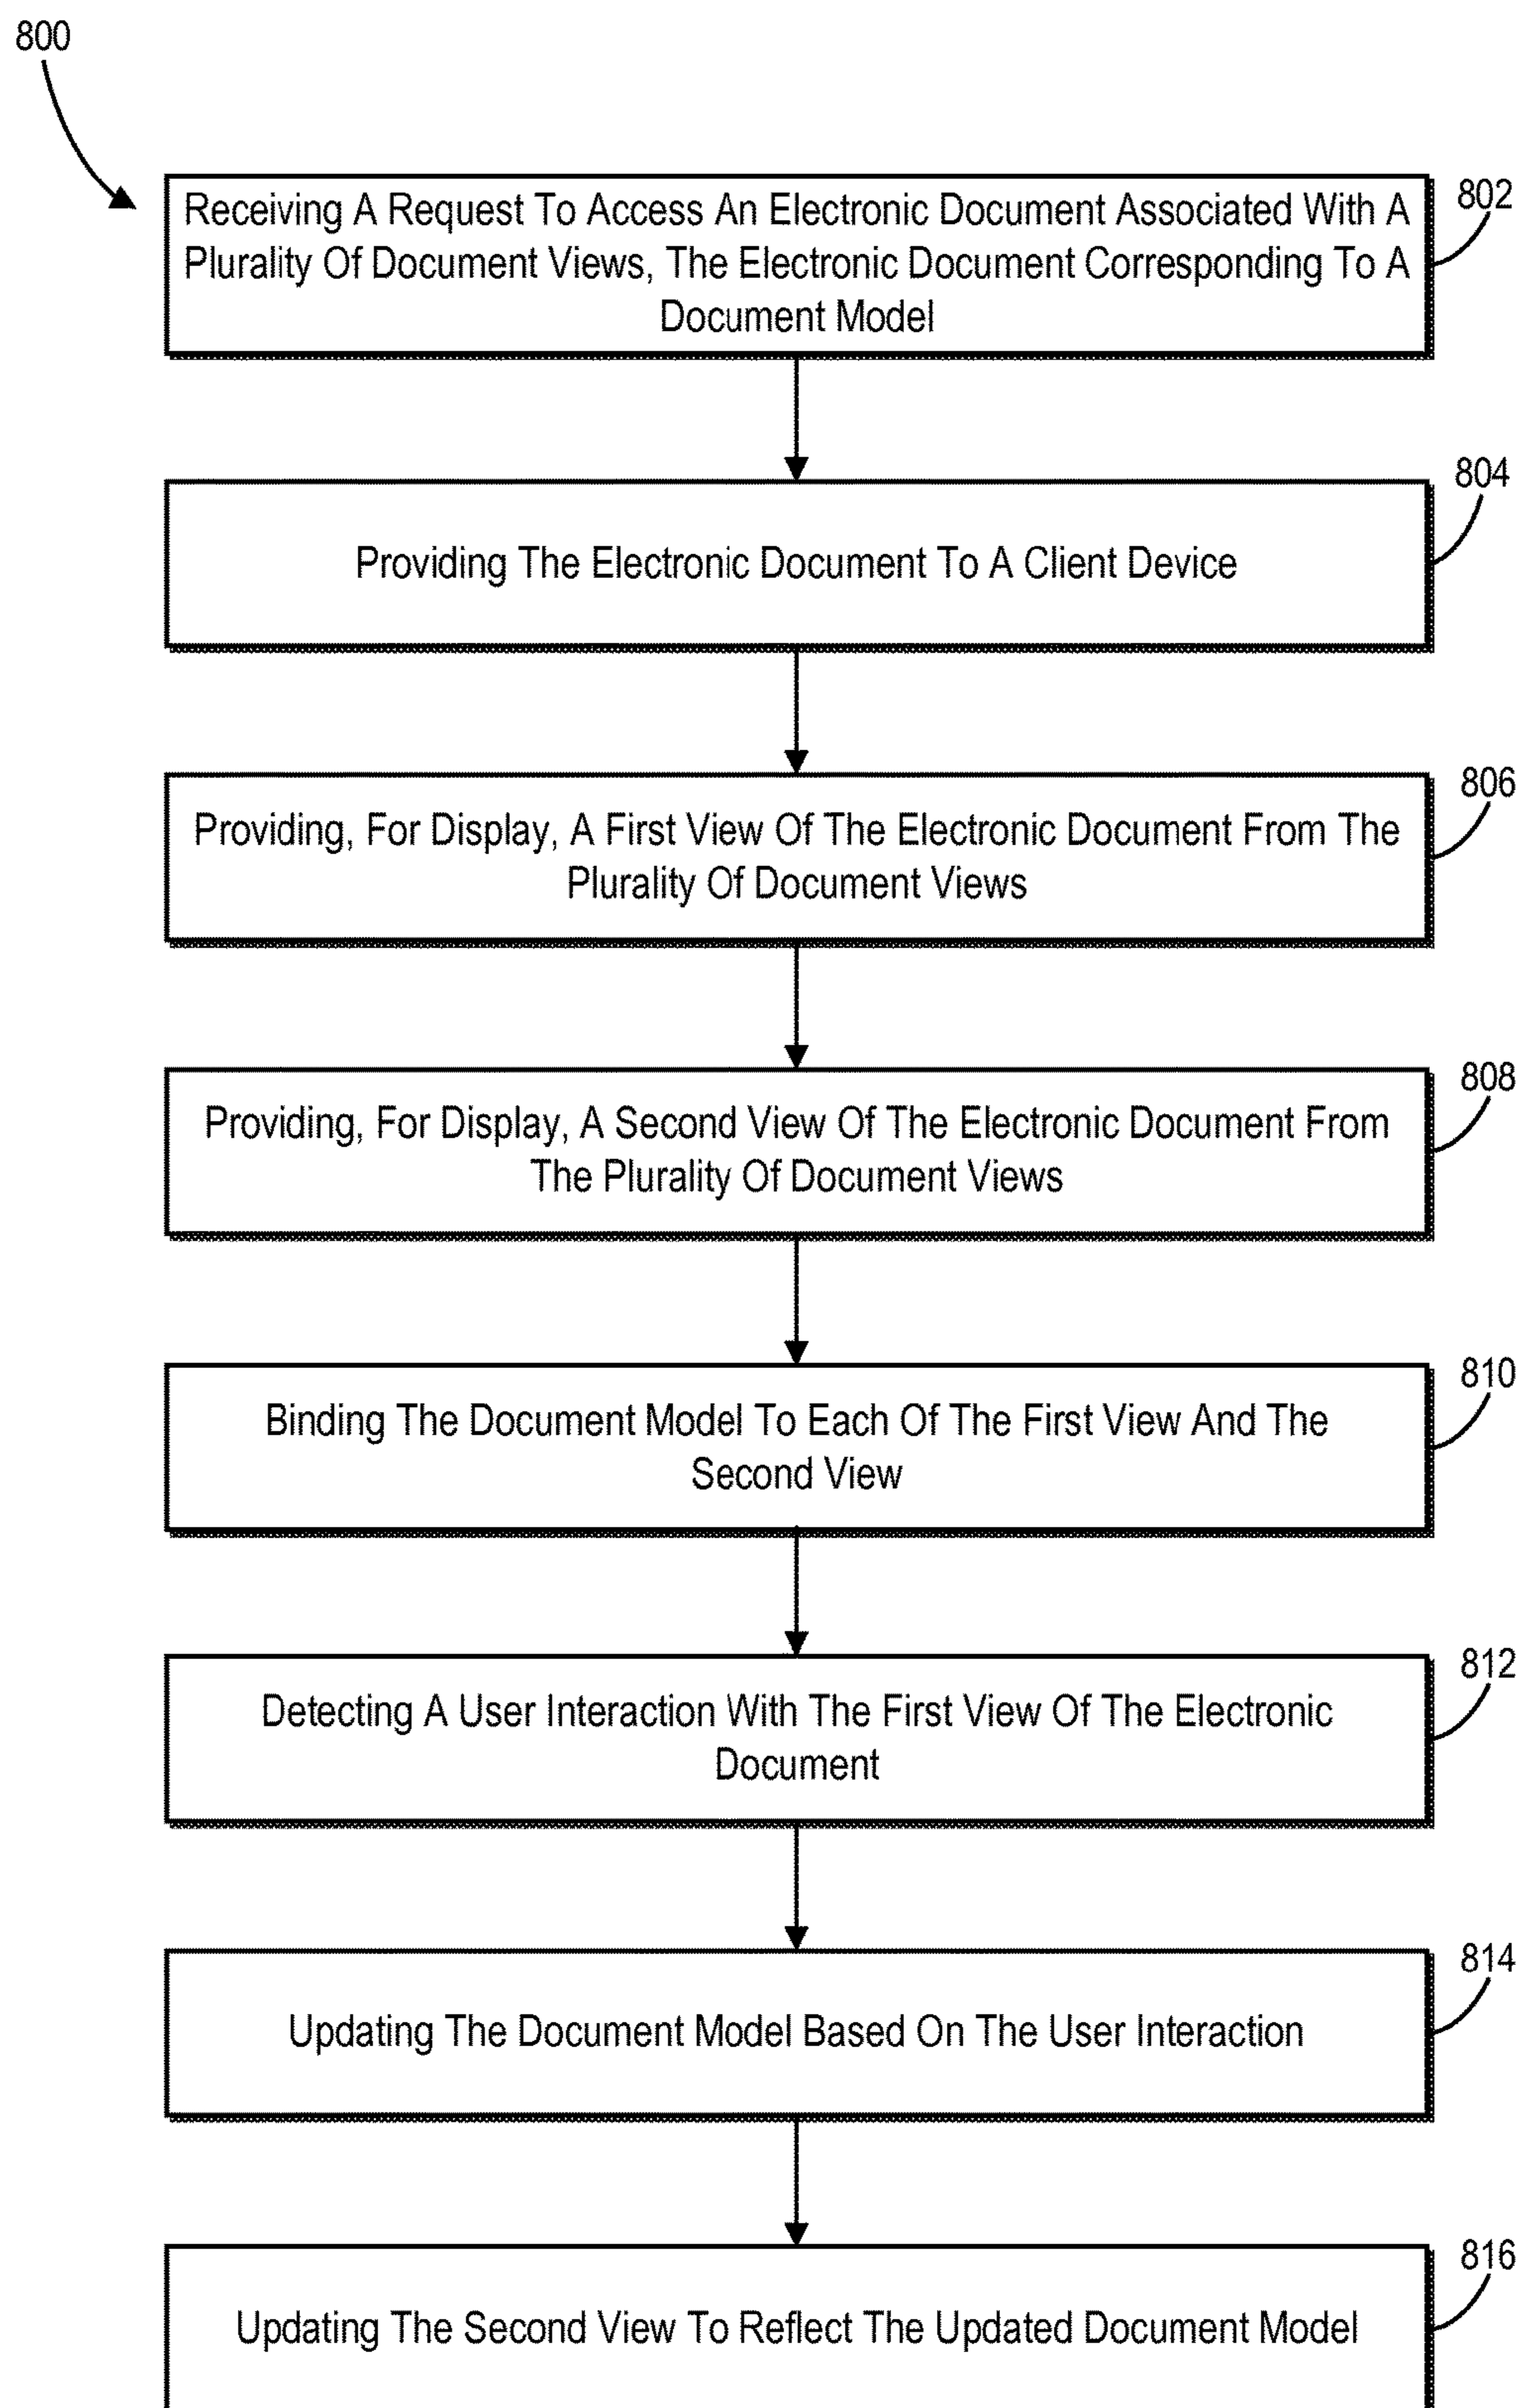 800
Receiving A Request To Access An Electronic Document Associated With A
Plurality Of Document Views, The Electronic Document Corresponding To A
Document Model
802
Providing The Electronic Document To A Client Device
804
Providing, For Display, A First View Of The Electronic Document From The
Plurality Of Document Views
806
Providing, For Display, A Second View Of The Electronic Document From
The Plurality Of Document Views
808
Binding The Document Model To Each Of The First View And The
Second View
810
Detecting A User Interaction With The First View Of The Electronic
Document
812
Updating The Document Model Based On The User Interaction
814
Updating The Second View To Reflect The Updated Document Model
816